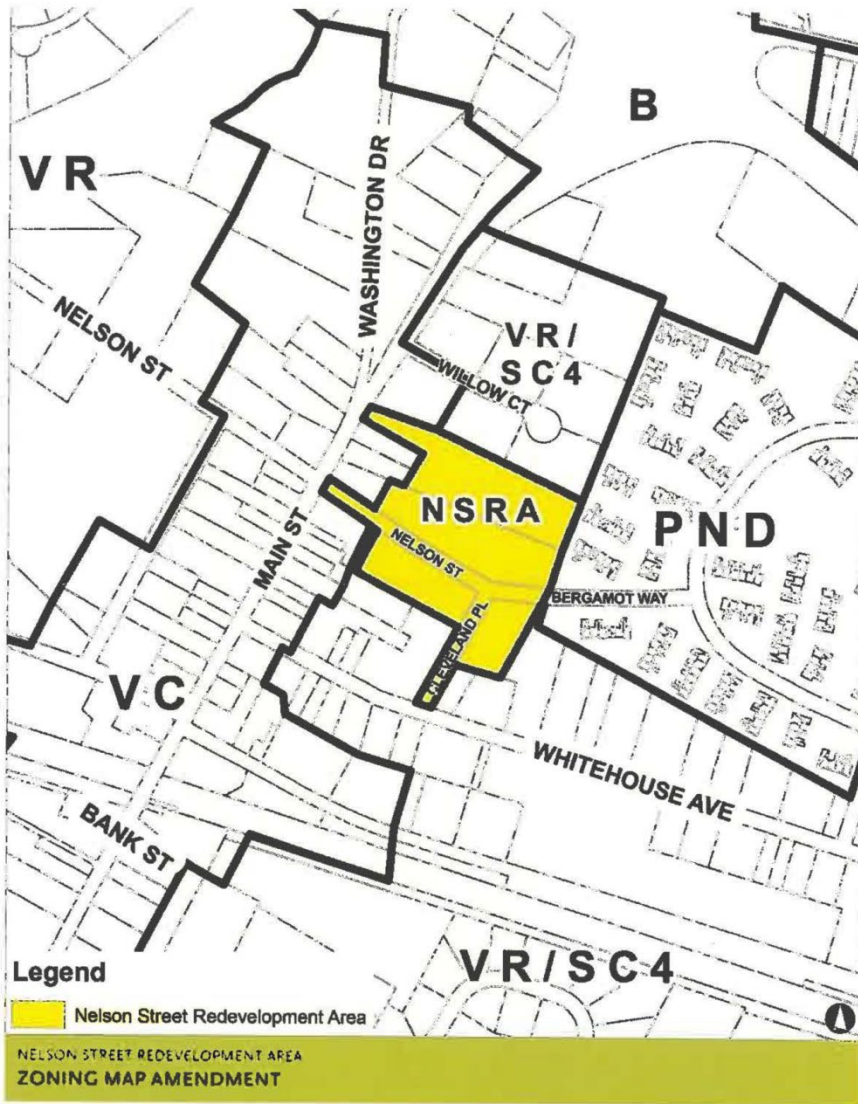 B
VR
WASHINGTON DR
NELSON ST
VR/
SC4
WILLOW CT
NSRA
PND
MAIN ST
NELSON ST
BERGAMOT WAY
CLEVELAND PL
VC
WHITEHOUSE AVE
BANK ST
VR/SC4
Legend
Nelson Street Redevelopment Area
NELSON STREET REDEVELOPMENT AREA
ZONING MAP AMENDMENT